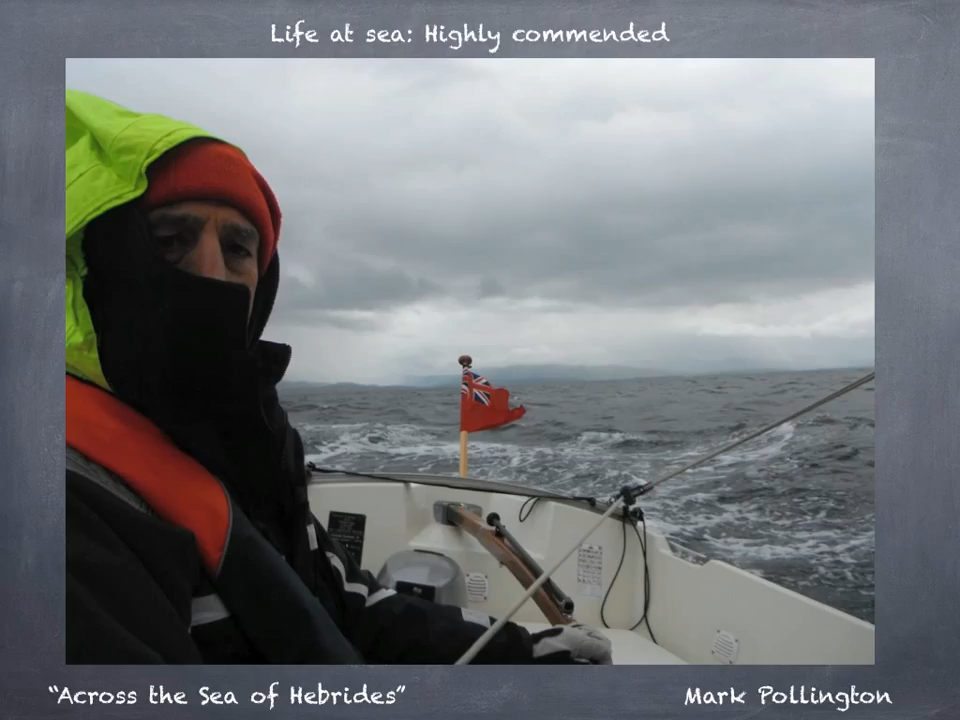 Life at sea: Highly commended
“Across the Sea of Hebrides”
Mark Pollington